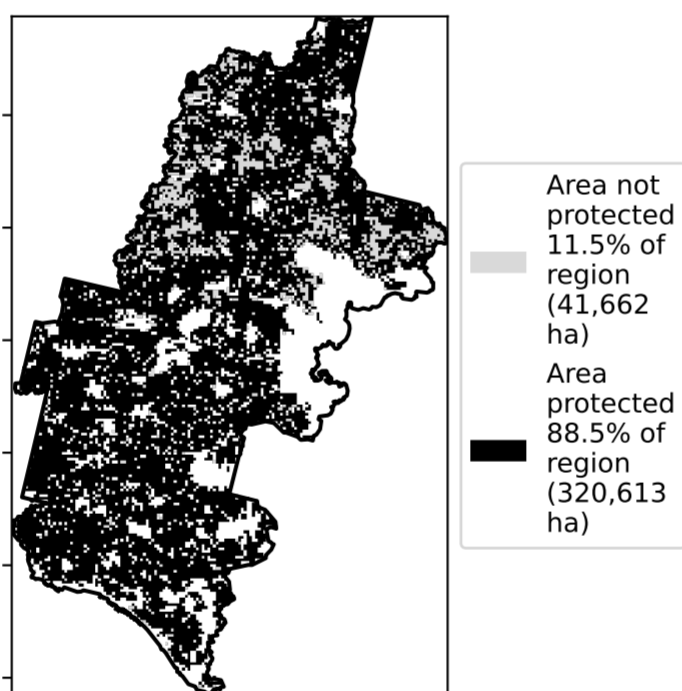 Area not
protected
11.5% of
region
(41,662
ha)
Area
protected
88.5% of
region
(320,613
ha)